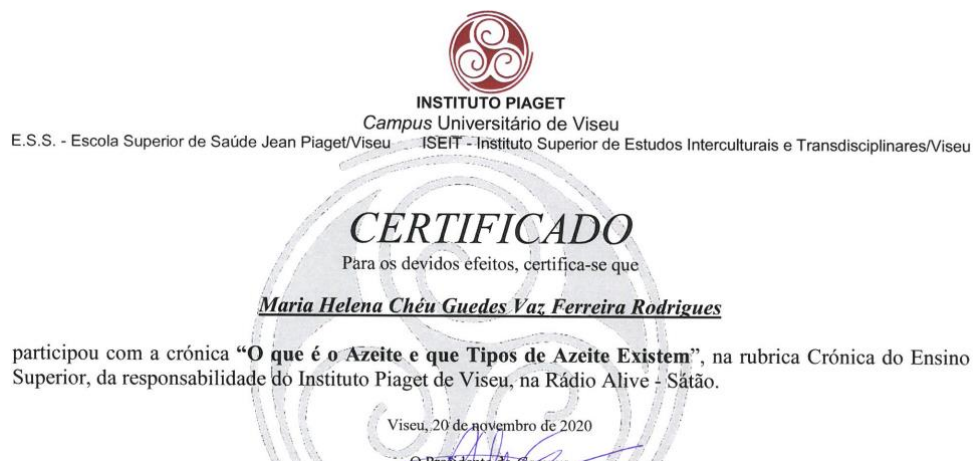 INSTITUTO PIAGET
Campus Universitário de Viseu
E.S.S. - Escola Superior de Saúde Jean Piaget/Viseu ISEIT - Instituto Superior de Estudos Interculturais e Transdisciplinares/Viseu
CERTIFICADO
Para os devidos efeitos, certifica-se que
Maria Helena Chéu Guedes Vaz Ferreira Rodrigues
participou com a crónica “O que é o Azeite e que Tipos de Azeite Existem”, na rubrica Crónica do Ensino
Superior, da responsabilidade do Instituto Piaget de Viseu, na Rádio Alive - Sátão.
Viseu, 20 de novembro de 2020